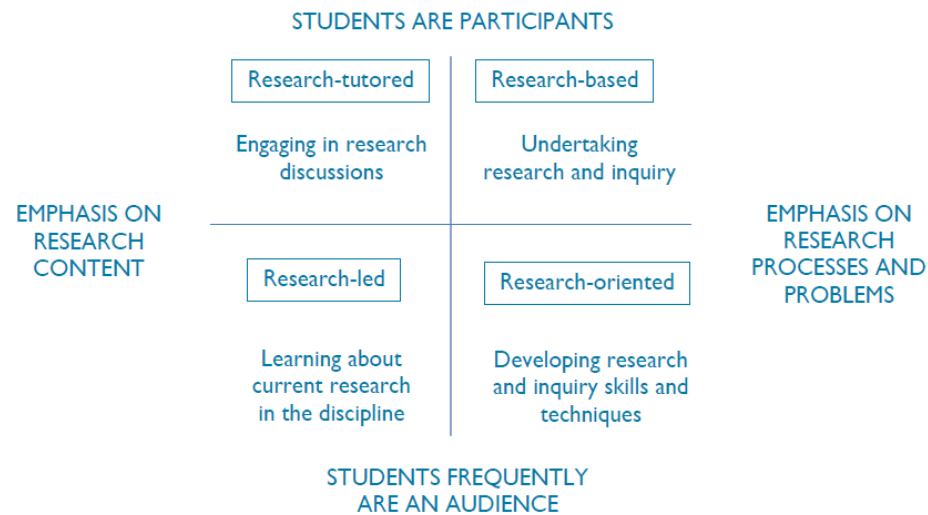 STUDENTS ARE PARTICIPANTS
Research-tutored
Research-based
Engaging in research
discussions
Undertaking
research and inquiry
EMPHASIS ON
RESEARCH
CONTENT
EMPHASIS ON
RESEARCH
PROCESSES AND
PROBLEMS
Research-led
Research-oriented
Learning about
current research
in the discipline
Developing research
and inquiry skills and
techniques
STUDENTS FREQUENTLY
ARE AN AUDIENCE